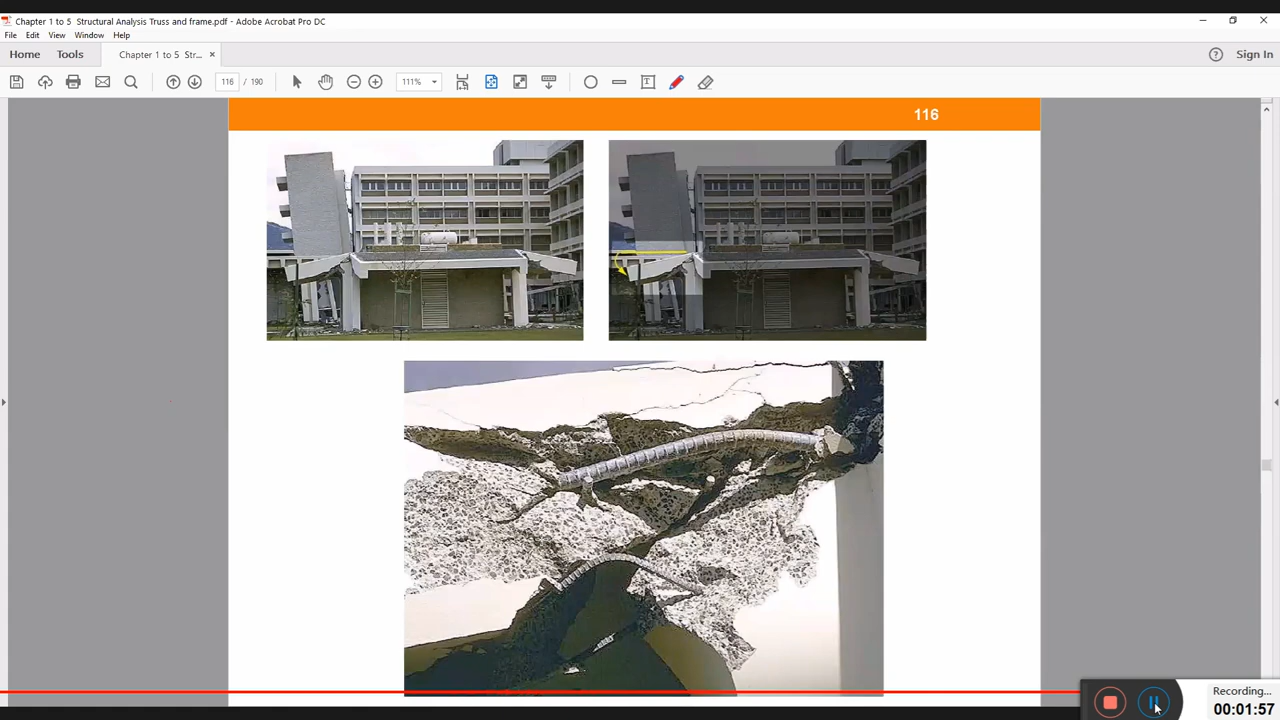 Chapter 1 to 5  Structural Analysis Truss and frame.pdf - Adobe Acrobat Pro DC
File Edit View Window Help
Home Tools Chapter 1 to 5 Str... × Sign In
116 / 190 111%
116
Recording...
00:01:57